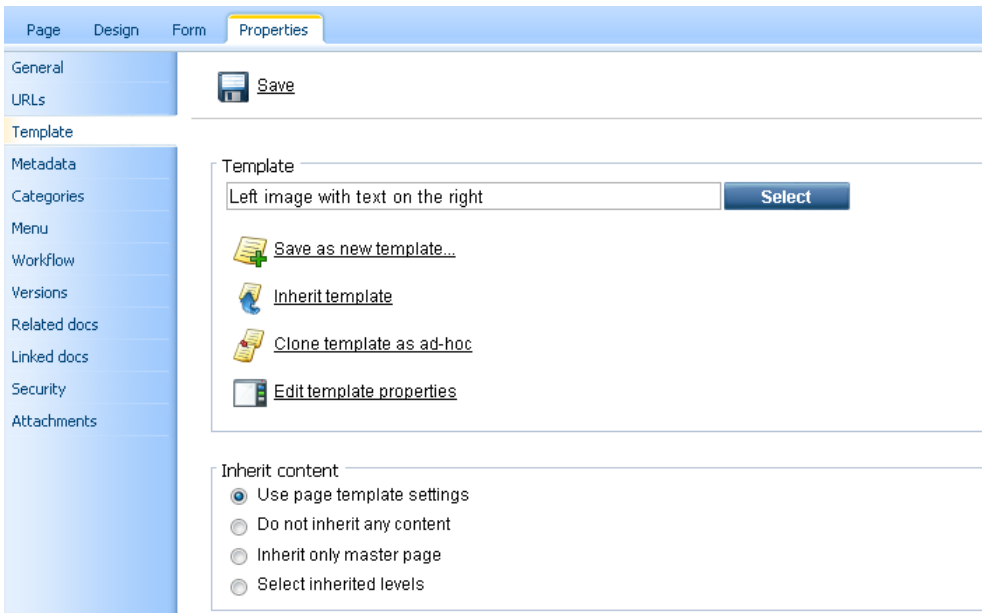 Page Design Form Properties
General
URLs
Template
Metadata
Categories
Menu
Workflow
Versions
Related docs
Linked docs
Security
Attachments
Save
Template
Left image with text on the right Select
Save as new template...
Inherit template
Clone template as ad-hoc
Edit template properties
Inherit content
Use page template settings
Do not inherit any content
Inherit only master page
Select inherited levels